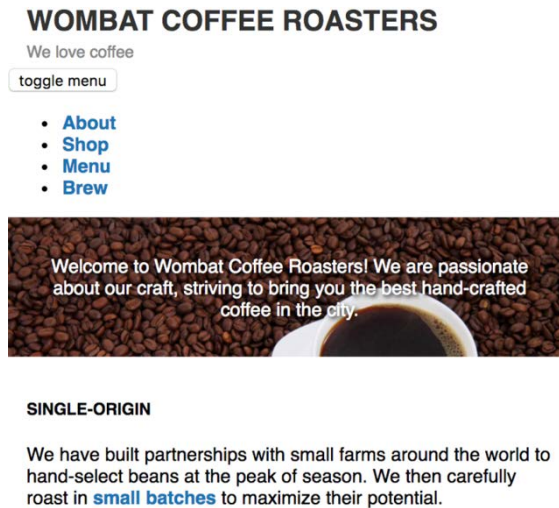 WOMBAT COFFEE ROASTERS
We love coffee
toggle menu
• About
• Shop
• Menu
• Brew
Welcome to Wombat Coffee Roasters! We are passionate
about our craft, striving to bring you the best hand-crafted
coffee in the city.
SINGLE-ORIGIN
We have built partnerships with small farms around the world to
hand-select beans at the peak of season. We then carefully
roast in small batches to maximize their potential.